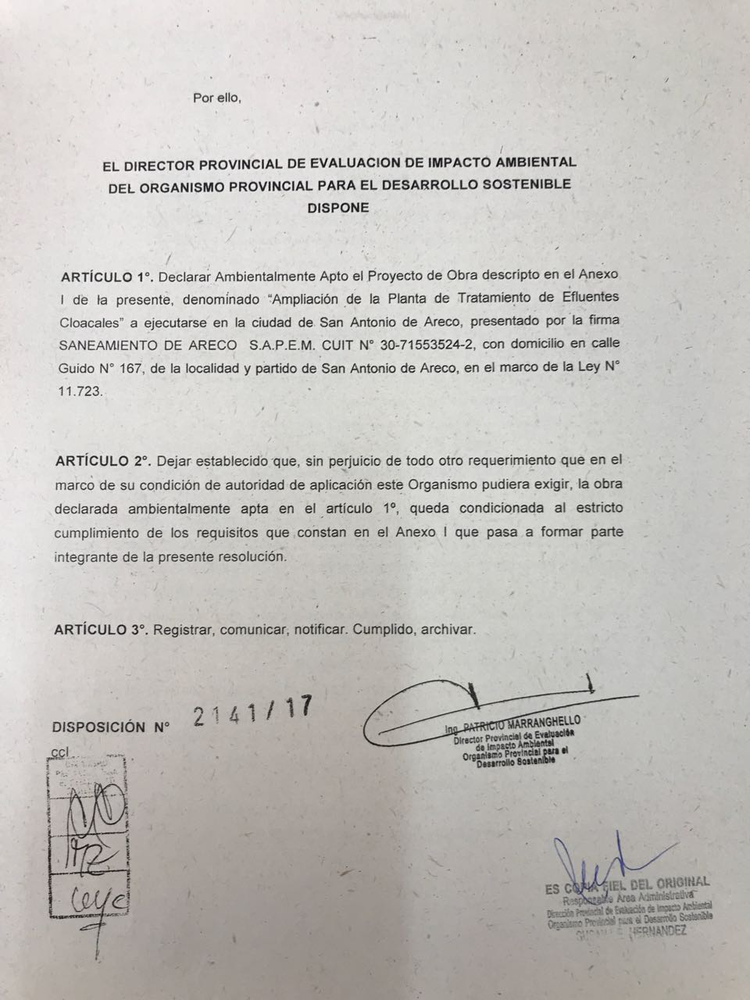 Por ello,
EL DIRECTOR PROVINCIAL DE EVALUACION DE IMPACTO AMBIENTAL
DEL ORGANISMO PROVINCIAL PARA EL DESARROLLO SOSTENIBLE
DISPONE
ARTÍCULO 1°. Declarar Ambientalmente Apto el Proyecto de Obra descripto en el Anexo
I de la presente, denominado “Ampliación de la Planta de Tratamiento de Efluentes
Cloacales” a ejecutarse en la ciudad de San Antonio de Areco, presentado por la firma
SANEAMIENTO DE ARECO S.A.P.E.M. CUIT N° 30-71553524-2, con domicilio en calle
Guido N° 167, de la localidad y partido de San Antonio de Areco, en el marco de la Ley N°
11.723.
ARTÍCULO 2°. Dejar establecido que, sin perjuicio de todo otro requerimiento que en el
marco de su condición de autoridad de aplicación este Organismo pudiera exigir, la obra
declarada ambientalmente apta en el artículo 1º, queda condicionada al estricto
cumplimiento de los requisitos que constan en el Anexo I que pasa a formar parte
integrante de la presente resolución.
ARTÍCULO 3°. Registrar, comunicar, notificar. Cumplido, archivar.
DISPOSICIÓN N° 2141/17
ccl
Ing. PATRICIO MARRANGHELLO
Director Provincial de Evaluación
de Impacto Ambiental
Organismo Provincial para el
Desarrollo Sostenible
ES COPIA FIEL DEL ORIGINAL
Responsable Area Administrativa
Dirección Provincial de Evaluación de Impacto Ambiental
Organismo Provincial para el Desarrollo Sostenible
HERNANDEZ